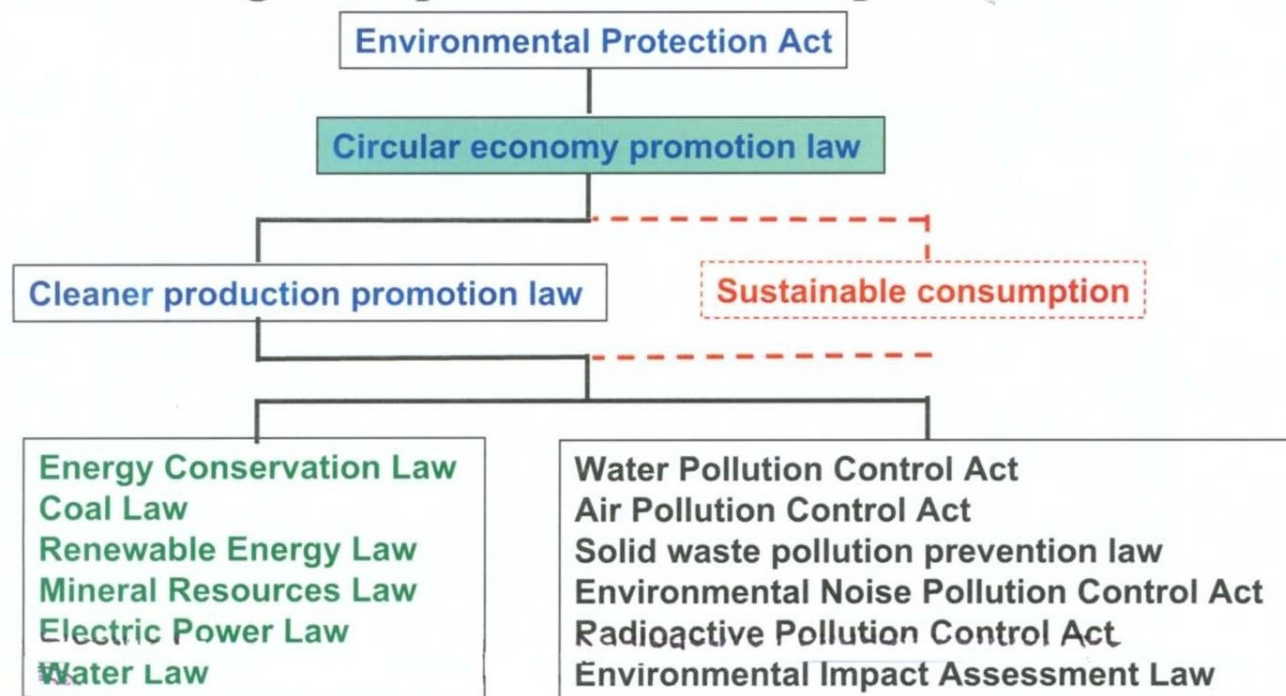 Environmental Protection Act
Circular economy promotion law
Cleaner production promotion law
Sustainable consumption
Energy Conservation Law
Coal Law
Renewable Energy Law
Mineral Resources Law
Electric Power Law
Water Law
Water Pollution Control Act
Air Pollution Control Act
Solid waste pollution prevention law
Environmental Noise Pollution Control Act
Radioactive Pollution Control Act
Environmental Impact Assessment Law